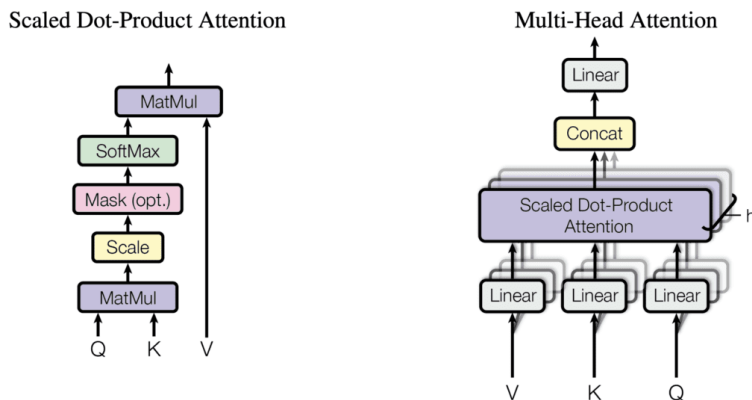 Scaled Dot-Product Attention
MatMul
SoftMax
Mask (opt.)
Scale
MatMul
Q K V
Multi-Head Attention
Linear
Concat
Scaled Dot-Product
Attention
h
Linear Linear Linear
V K Q